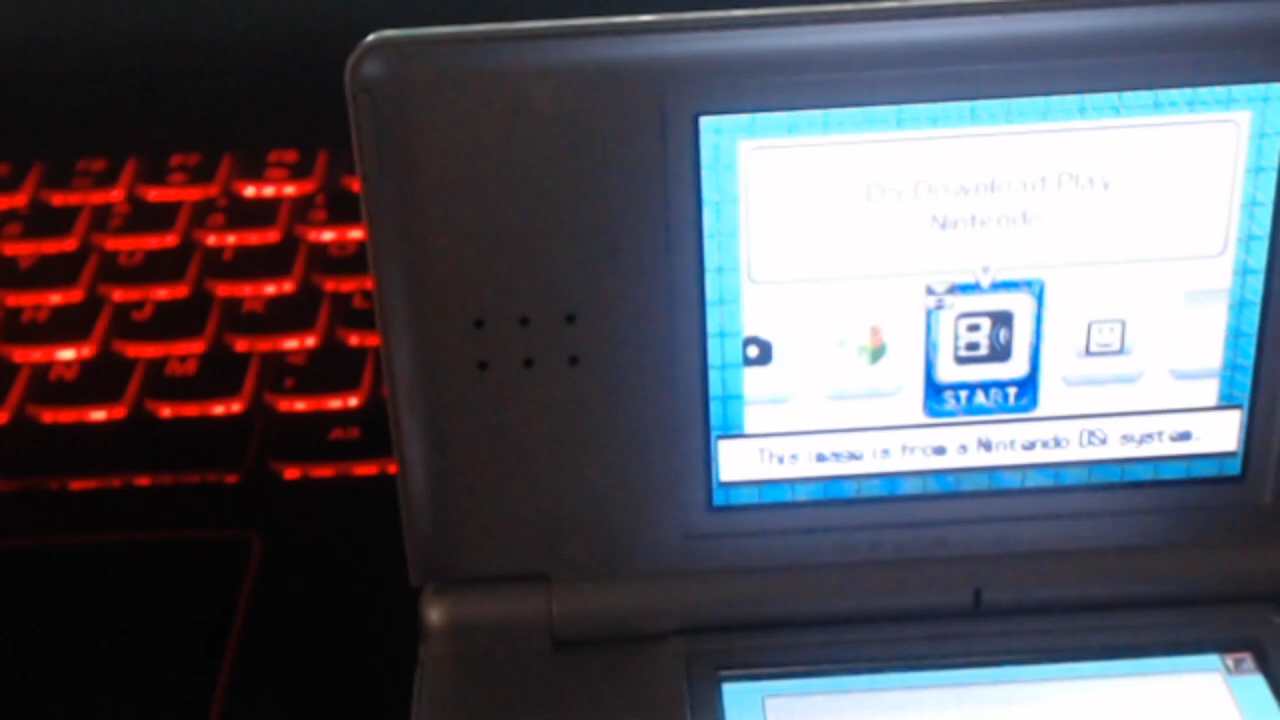 DS Download Play
Nintendo
START
This image is from a Nintendo DSi system.
H J K L
N M